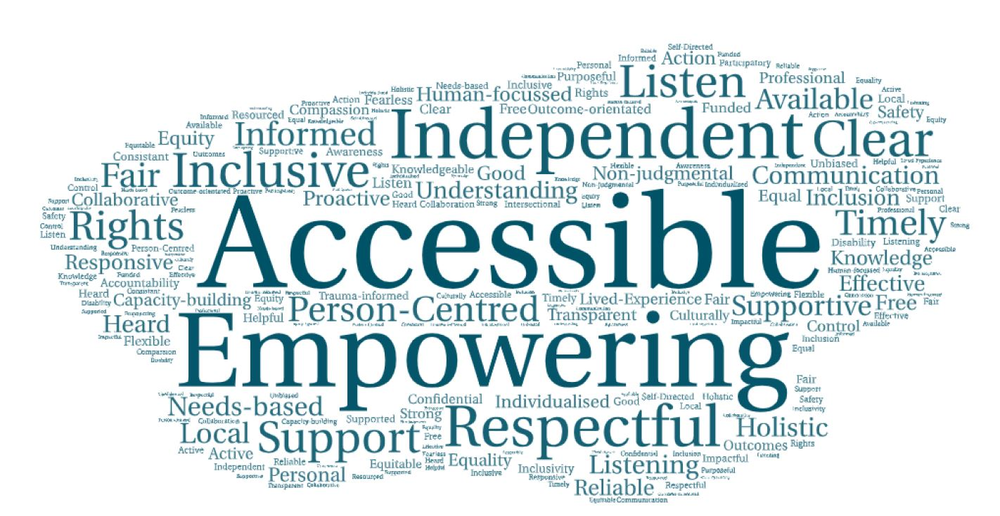 Self-Directed
Informed Action Funded
Personal Participatory Reliable
Purposeful Listen Professional Equality
Needs-based Inclusive
Holistic Human-focussed Rights Available Active
Action Fearless Local
Proactive Compassion Clear Free Outcome-orientated Funded Safety
Informed Resourced Equal Action Equity
Available Informed Independent Clear
Equity
Equitable Supportive Awareness
Consistant Outcomes Unbiased Helpful
Fair Inclusive Rights Knowledgeable Good Non-judgmental Awareness Communication
Listen Understanding Non-Judgmental Individualised
Control Outcome-orientated Proactive Good Equal Inclusion Collaborative Personal
Collaborative Proactive Heard Collaboration Strong Intersectional Equity Listen Support
Support Fearless Professional Clear
Safety Rights Accessible Timely Strong
Control
Listen Disability Listening
Understanding Person-Centred Accessible
Responsive Knowledge
Clear Human-focussed
Knowledge Funded Effective Effective
Transparent Accountability
Consistant
Heard Capacity-building Equity Trauma-informed Culturally Accessible Timely Lived-Experience Fair Empowering Flexible
Disability Person-Centred Supportive Free Fair
Supported Helpful Transparent Culturally Impactful Effective
Heard Control Available
Impactful Flexible Empowering Inclusion
Compassion Equal
Disability
Fair
Respectful Unbiased Confidential Individualised Good Self-Directed Holistic Support
Needs-based Local Safety
Strong Inclusivity
Collaboration Capacity-building Supported Respectful Holistic
Local Support Equality
Free Outcomes Rights
Active Active Fearless Confidential Inclusion
Heard Equality Listening Impactful
Independent Reliable Equitable Helpful Inclusivity Purposeful
Supportive Personal Resourced Supported Inclusive Responsive
Transparent Collaborative Timely Reliable Respectful
Equitable Communication